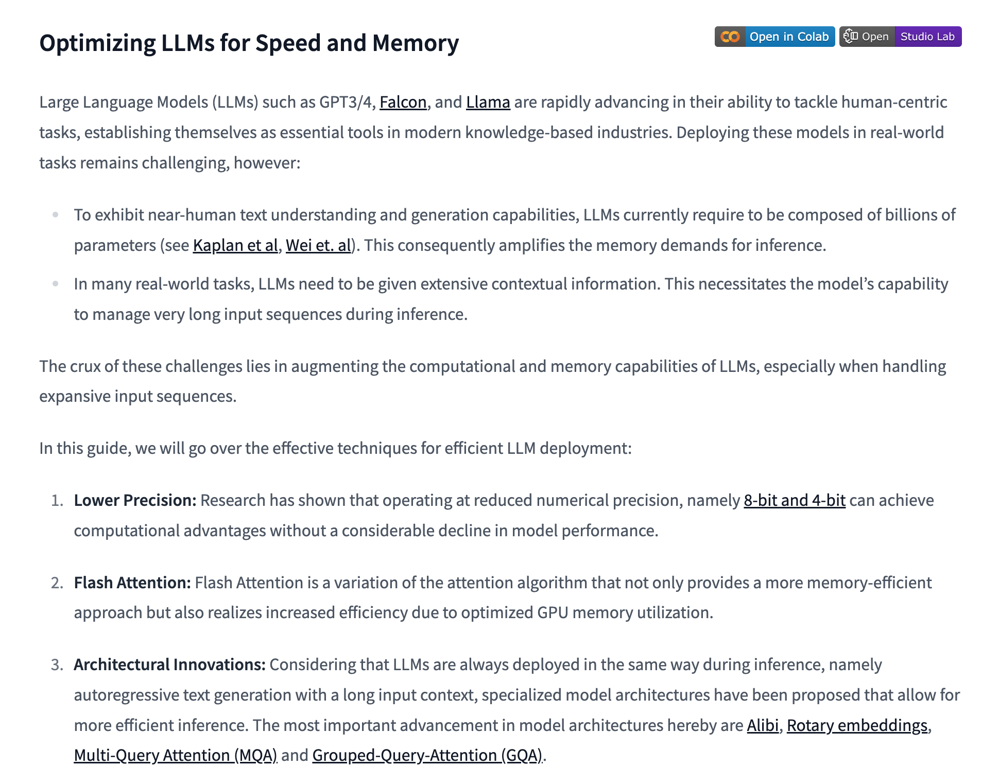 Optimizing LLMs for Speed and Memory
Open in Colab
Open Studio Lab
Large Language Models (LLMs) such as GPT3/4, Falcon, and Llama are rapidly advancing in their ability to tackle human-centric
tasks, establishing themselves as essential tools in modern knowledge-based industries. Deploying these models in real-world
tasks remains challenging, however:
• To exhibit near-human text understanding and generation capabilities, LLMs currently require to be composed of billions of
parameters (see Kaplan et al, Wei et. al). This consequently amplifies the memory demands for inference.
• In many real-world tasks, LLMs need to be given extensive contextual information. This necessitates the model’s capability
to manage very long input sequences during inference.
The crux of these challenges lies in augmenting the computational and memory capabilities of LLMs, especially when handling
expansive input sequences.
In this guide, we will go over the effective techniques for efficient LLM deployment:
1. Lower Precision: Research has shown that operating at reduced numerical precision, namely 8-bit and 4-bit can achieve
computational advantages without a considerable decline in model performance.
2. Flash Attention: Flash Attention is a variation of the attention algorithm that not only provides a more memory-efficient
approach but also realizes increased efficiency due to optimized GPU memory utilization.
3. Architectural Innovations: Considering that LLMs are always deployed in the same way during inference, namely
autoregressive text generation with a long input context, specialized model architectures have been proposed that allow for
more efficient inference. The most important advancement in model architectures hereby are Alibi, Rotary embeddings,
Multi-Query Attention (MQA) and Grouped-Query-Attention (GQA).